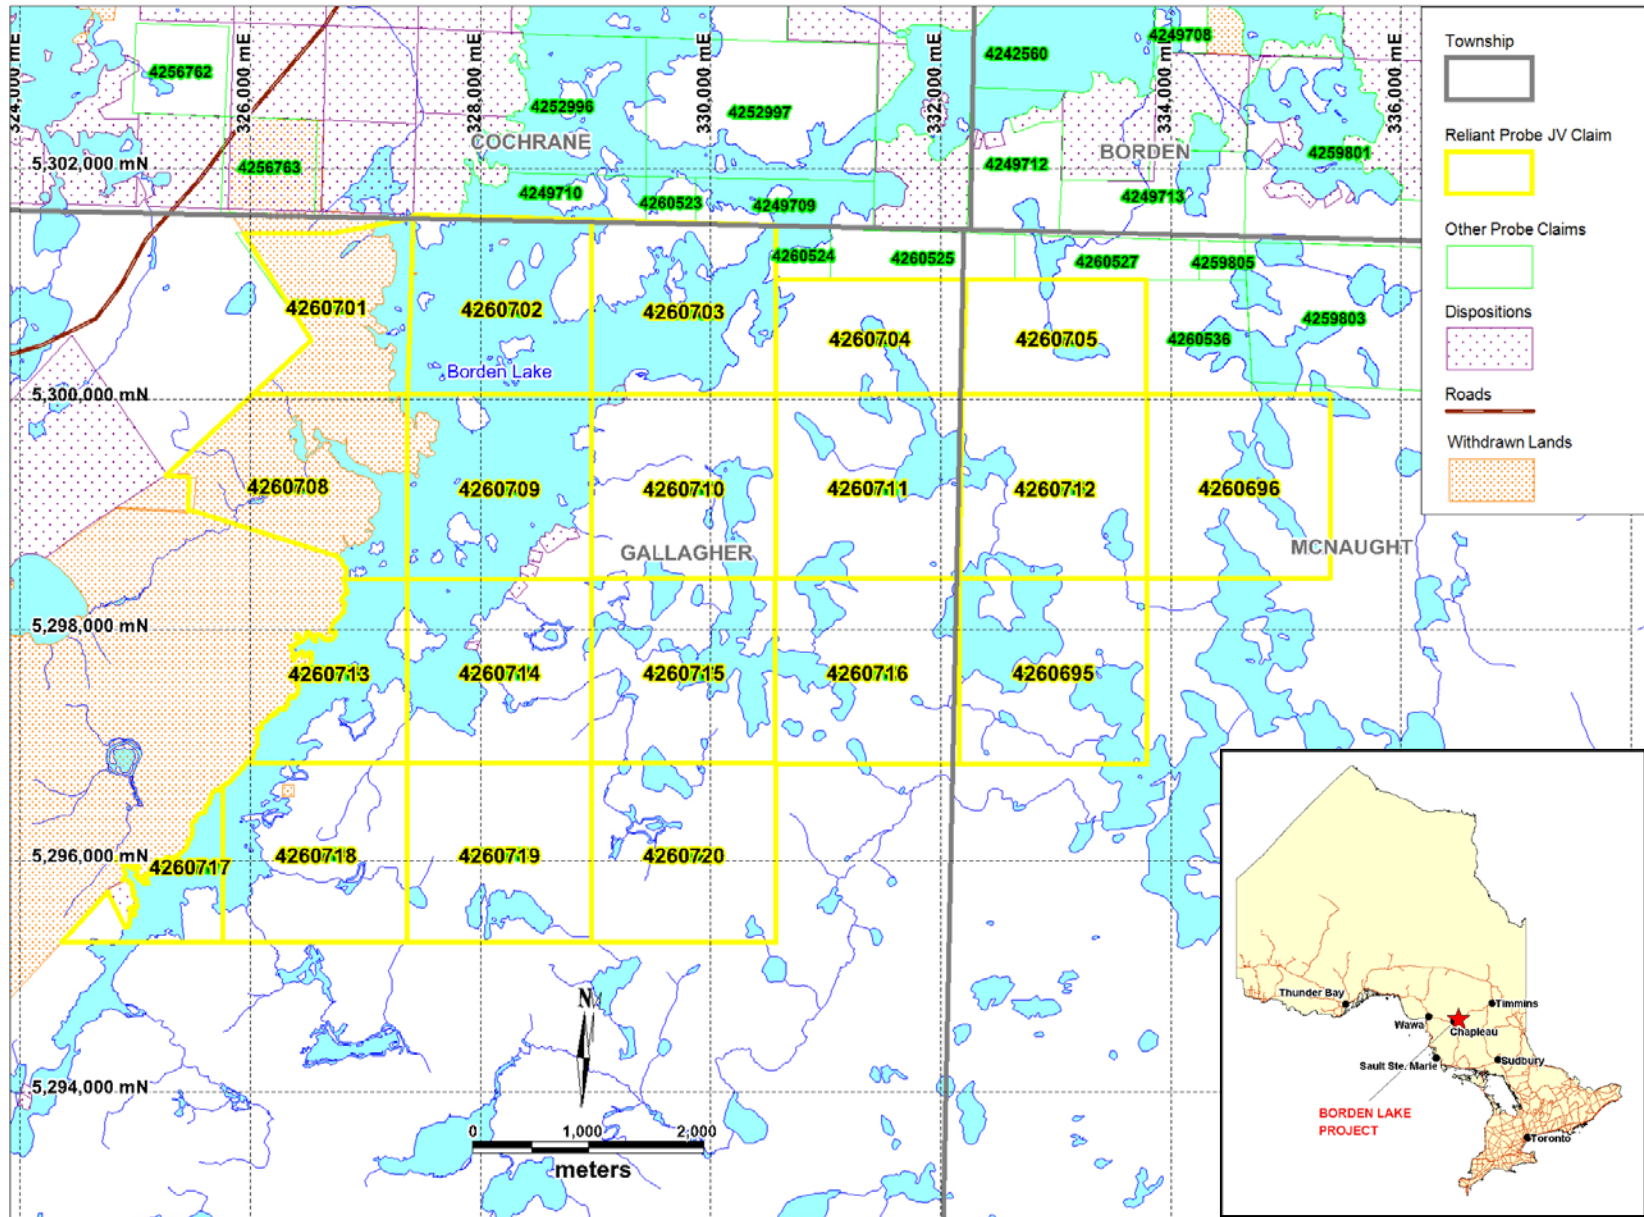 324,000 mE
326,000 mE
328,000 mE
330,000 mE
332,000 mE
334,000 mE
336,000 mE
4256762
4252996
4252997
4242560
4249708
COCHRANE
BORDEN
5,302,000 mN
4256763
4249712
4259801
4249710
4260523
4249709
4249713
4260524
4260525
4260527
4259805
4260701
4260702
4260703
4260704
4260705
4260536
4259803
Borden Lake
5,300,000 mN
4260708
4260709
4260710
4260711
4260712
4260696
GALLAGHER
MCNAUGHT
5,298,000 mN
4260713
4260714
4260715
4260716
4260695
5,296,000 mN
4260717
4260718
4260719
4260720
5,294,000 mN
N
0 1,000 2,000
meters
Township
Reliant Probe JV Claim
Other Probe Claims
Dispositions
Roads
Withdrawn Lands
Thunder Bay
Timmins
Wawa
Chapleau
Sault Ste. Marie
Sudbury
BORDEN LAKE
PROJECT
Toronto